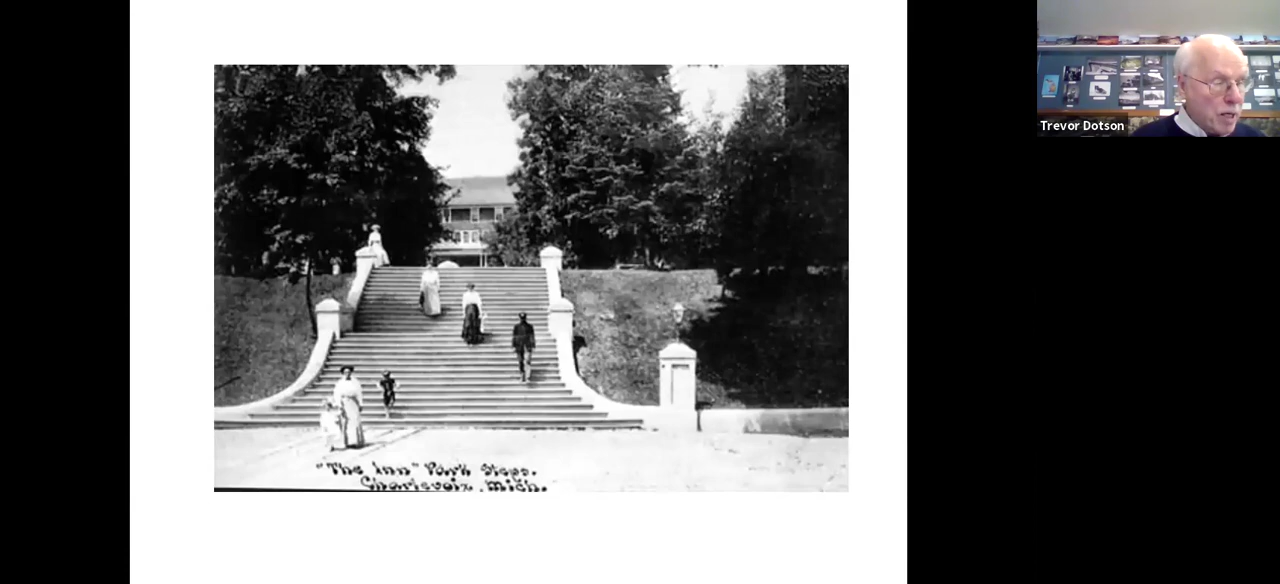 Trevor Dotson
"The Inn" Park Steps.
Charlevoix, Mich.